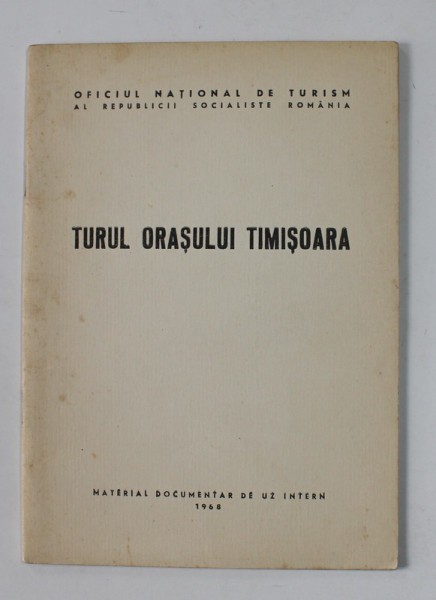 OFICIUL NAȚIONAL DE TURISM
AL REPUBLICII SOCIALISTE ROMÂNIA
TURUL ORAȘULUI TIMIȘOARA
MATERIAL DOCUMENTAR DE UZ INTERN
1968